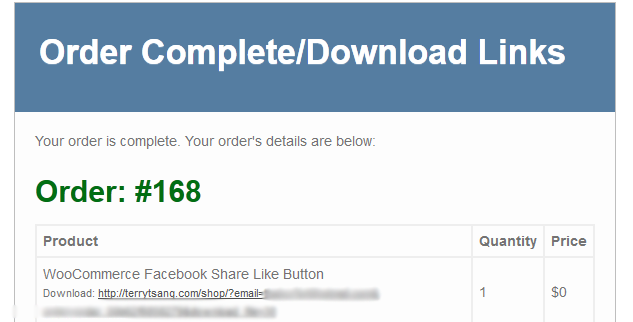 Order Complete/Download Links
Your order is complete. Your order's details are below:
Order: #168
Product Quantity Price
WooCommerce Facebook Share Like Button
Download: http://terrytsang.com/shop/?email=
1 $0